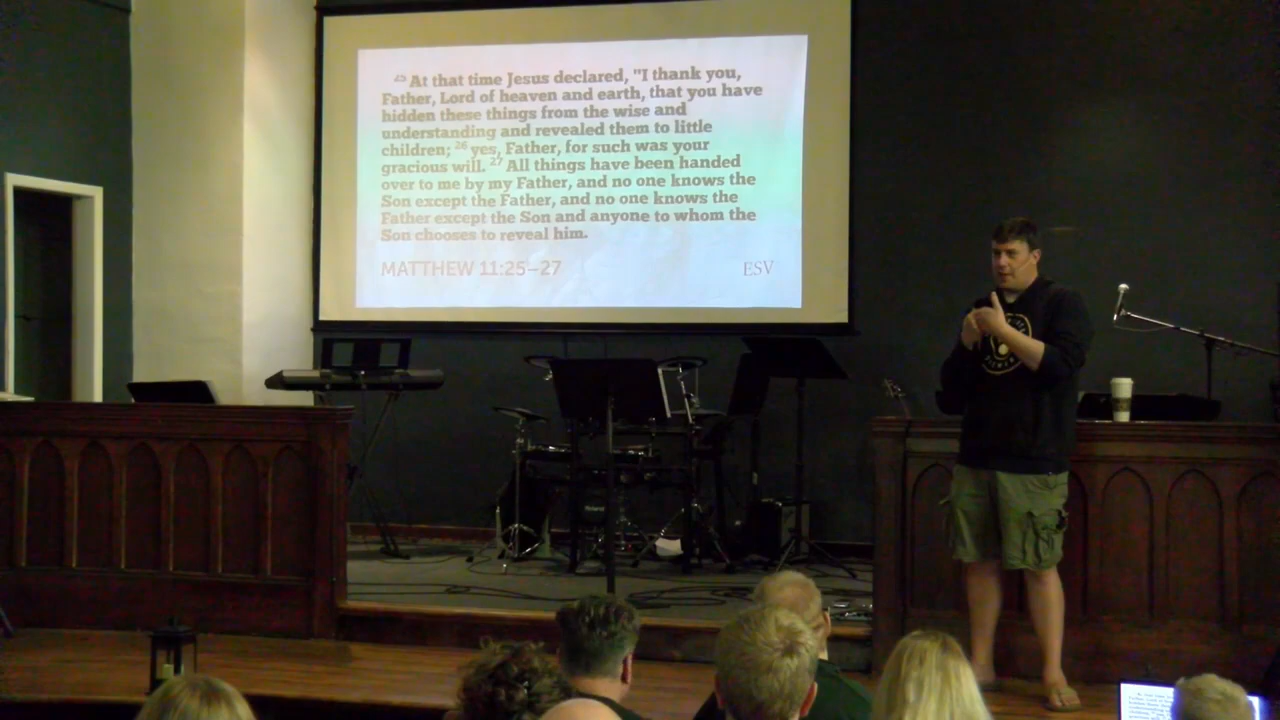 25 At that time Jesus declared, "I thank you,
Father, Lord of heaven and earth, that you have
hidden these things from the wise and
understanding and revealed them to little
children; 26 yes, Father, for such was your
gracious will. 27 All things have been handed
over to me by my Father, and no one knows the
Son except the Father, and no one knows the
Father except the Son and anyone to whom the
Son chooses to reveal him.
MATTHEW 11:25–27
ESV
Roland